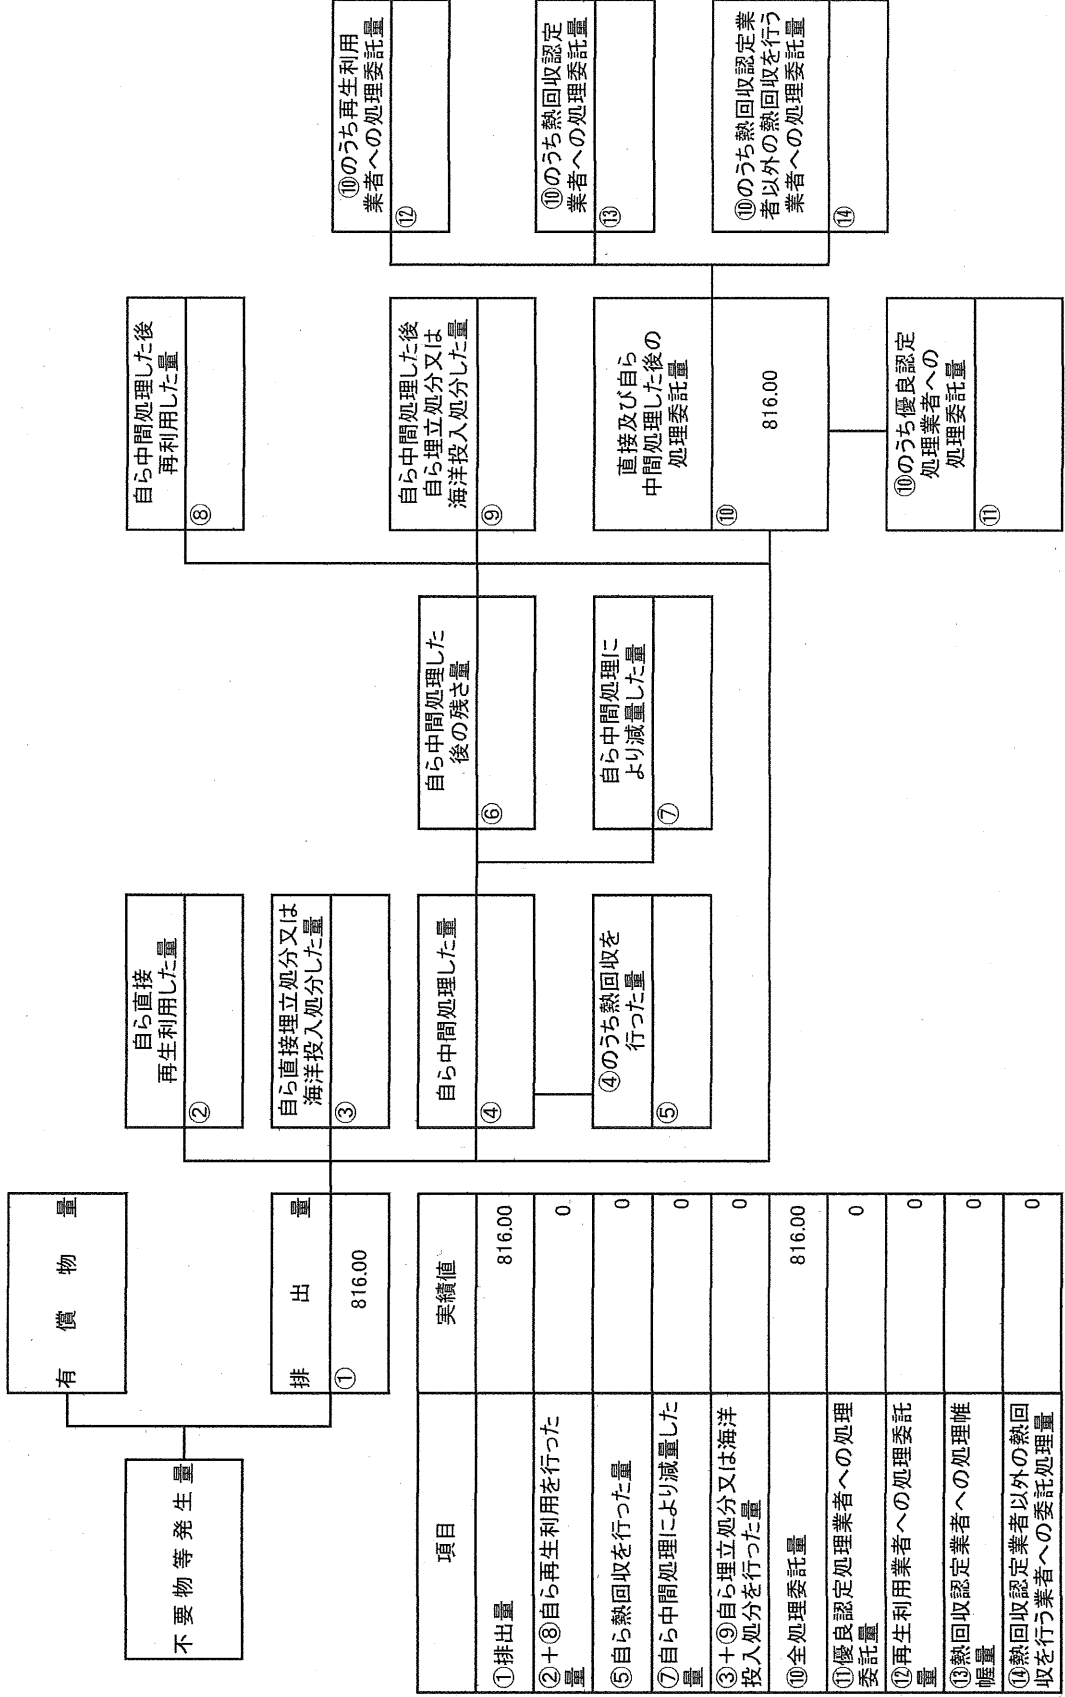 不要物等発生量
有償物量
排出量
①
816.00
自ら直接
再生利用した量
②
自ら直接埋立処分又は
海洋投入処分した量
③
自ら中間処理した量
④
④のうち熱回収を
行った量
⑤
自ら中間処理した
後の残さ量
⑥
自ら中間処理に
より減量した量
⑦
自ら中間処理した後
再利用した量
⑧
自ら中間処理した後
自ら埋立処分又は
海洋投入処分した量
⑨
直接及び自ら
中間処理した後の
処理委託量
⑩
816.00
⑩のうち優良認定
処理業者への
処理委託量
⑪
⑩のうち再生利用
業者への処理委託量
⑫
⑩のうち熱回収認定
業者への処理委託量
⑬
⑩のうち熱回収認定業
者以外の熱回収を行う
業者への処理委託量
⑭
項目 実績値
①排出量 816.00
②+⑧自ら再生利用を行った
量 0
⑤自ら熱回収を行った量 0
⑦自ら中間処理により減量した
量 0
③+⑨自ら埋立処分又は海洋
投入処分を行った量 0
⑩全処理委託量 816.00
⑪優良認定処理業者への処理
委託量 0
⑫再生利用業者への処理委託
量 0
⑬熱回収認定業者への処理帷
幄量 0
⑭熱回収認定業者以外の熱回
収を行う業者への委託処理量 0